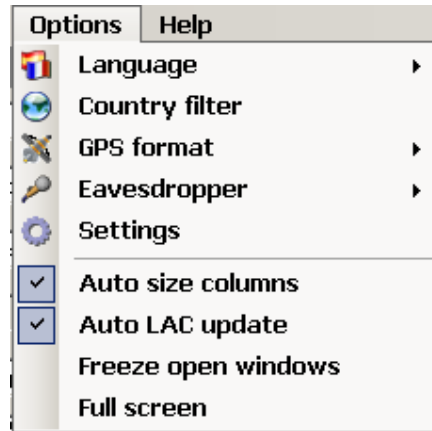 Options Help
Language
Country filter
GPS format
Eavesdropper
Settings
Auto size columns
Auto LAC update
Freeze open windows
Full screen